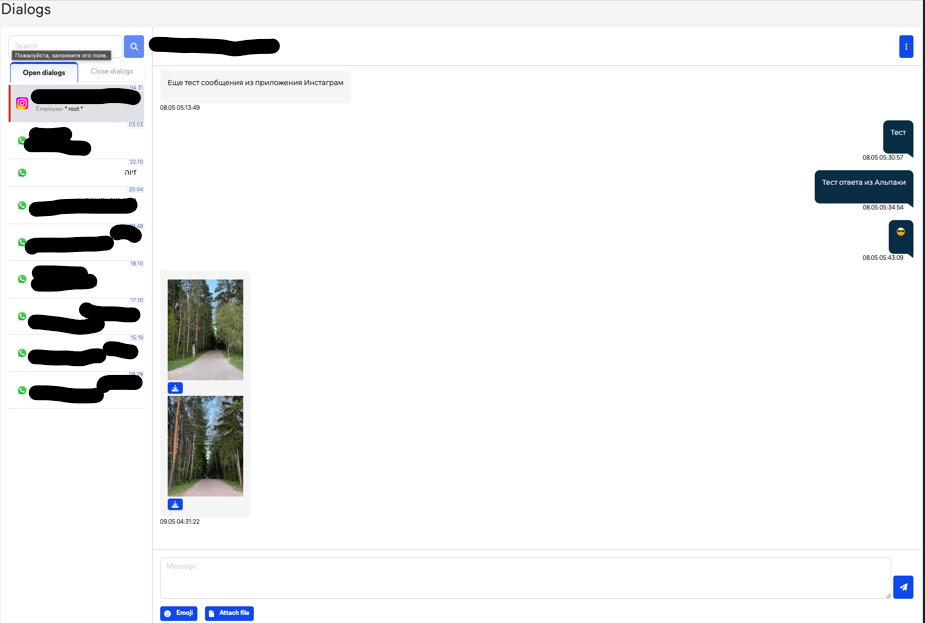 Dialogs
Search
Пожалуйста, заполните это поле.
Open dialogs
Close dialogs
04:31
Employee: * root *
03:03
22:10
זיוה
20:04
18:10
17:10
15:19
08:29
Еще тест сообщения из приложения Инстаграм
08.05 05:13:49
Тест
08.05 05:30:57
Тест ответа из Альпаки
08.05 05:34:54
08.05 05:43:09
09.05 04:31:22
Message
Emoji
Attach file